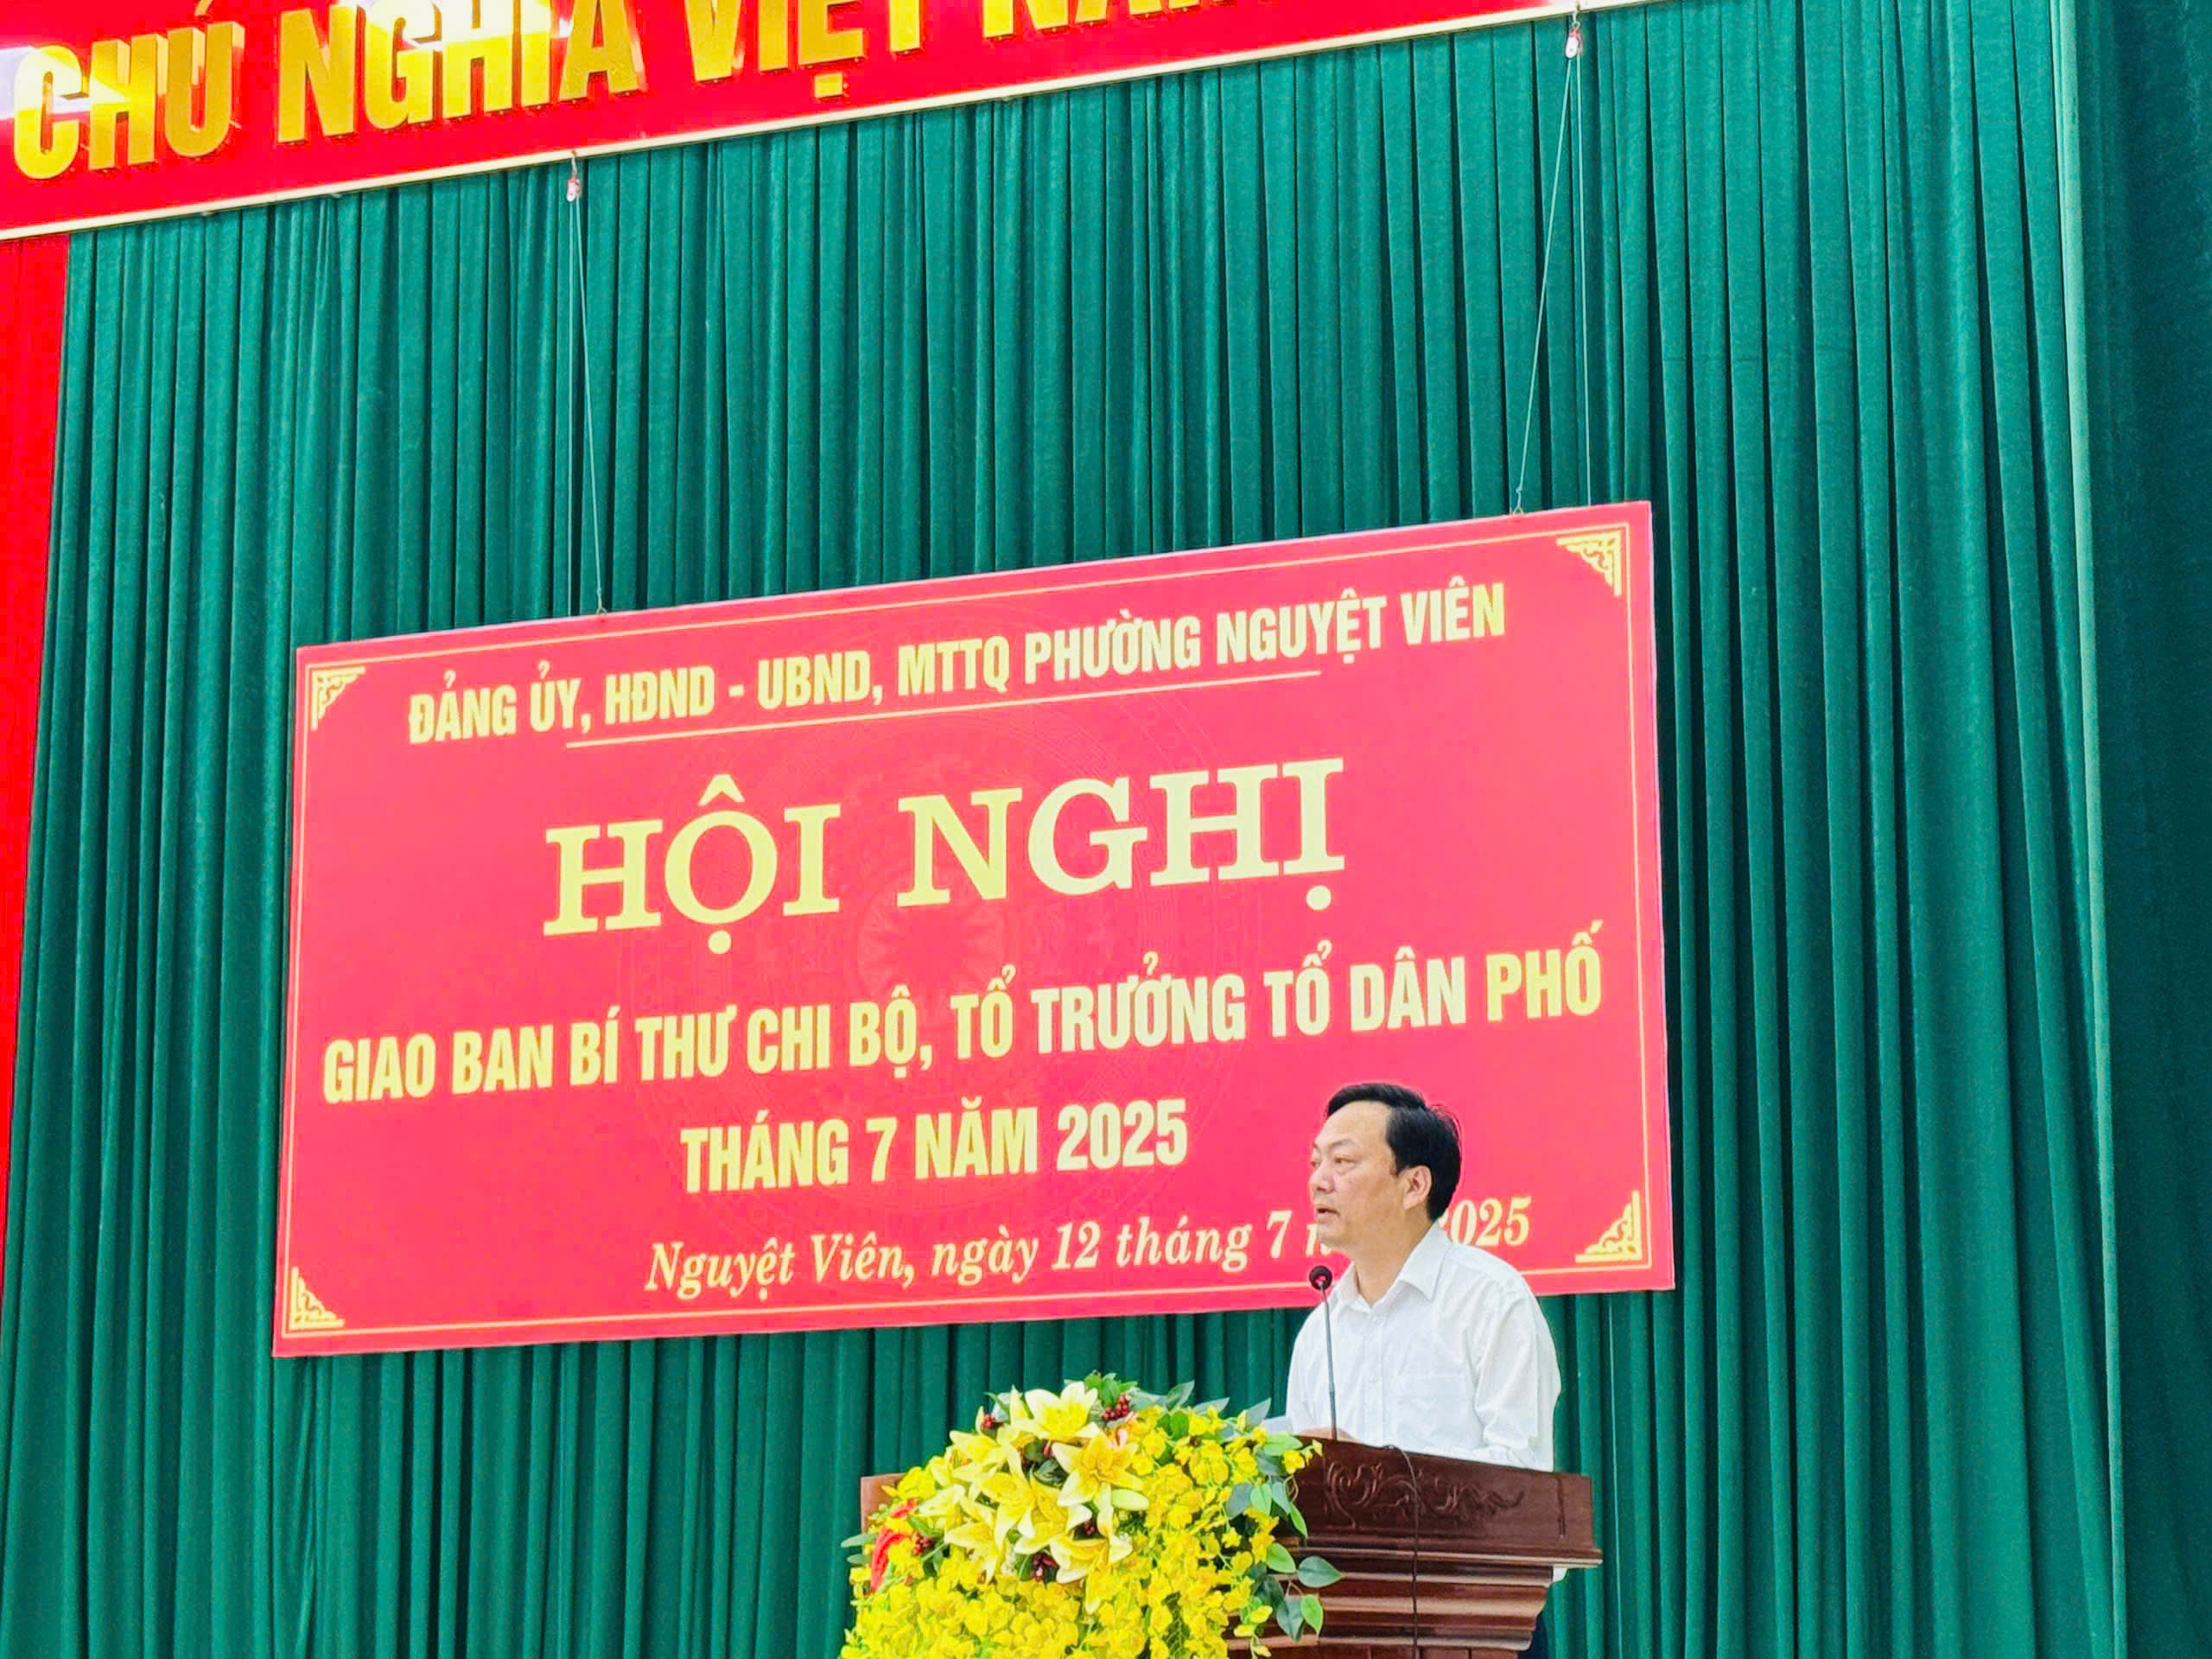 CHỦ NGHĨA VIỆT NAM
ĐẢNG ỦY, HĐND - UBND, MTTQ PHƯỜNG NGUYỆT VIÊN
HỘI NGHỊ
GIAO BAN BÍ THƯ CHI BỘ, TỔ TRƯỞNG TỔ DÂN PHỐ
THÁNG 7 NĂM 2025
Nguyệt Viên, ngày 12 tháng 7 2025